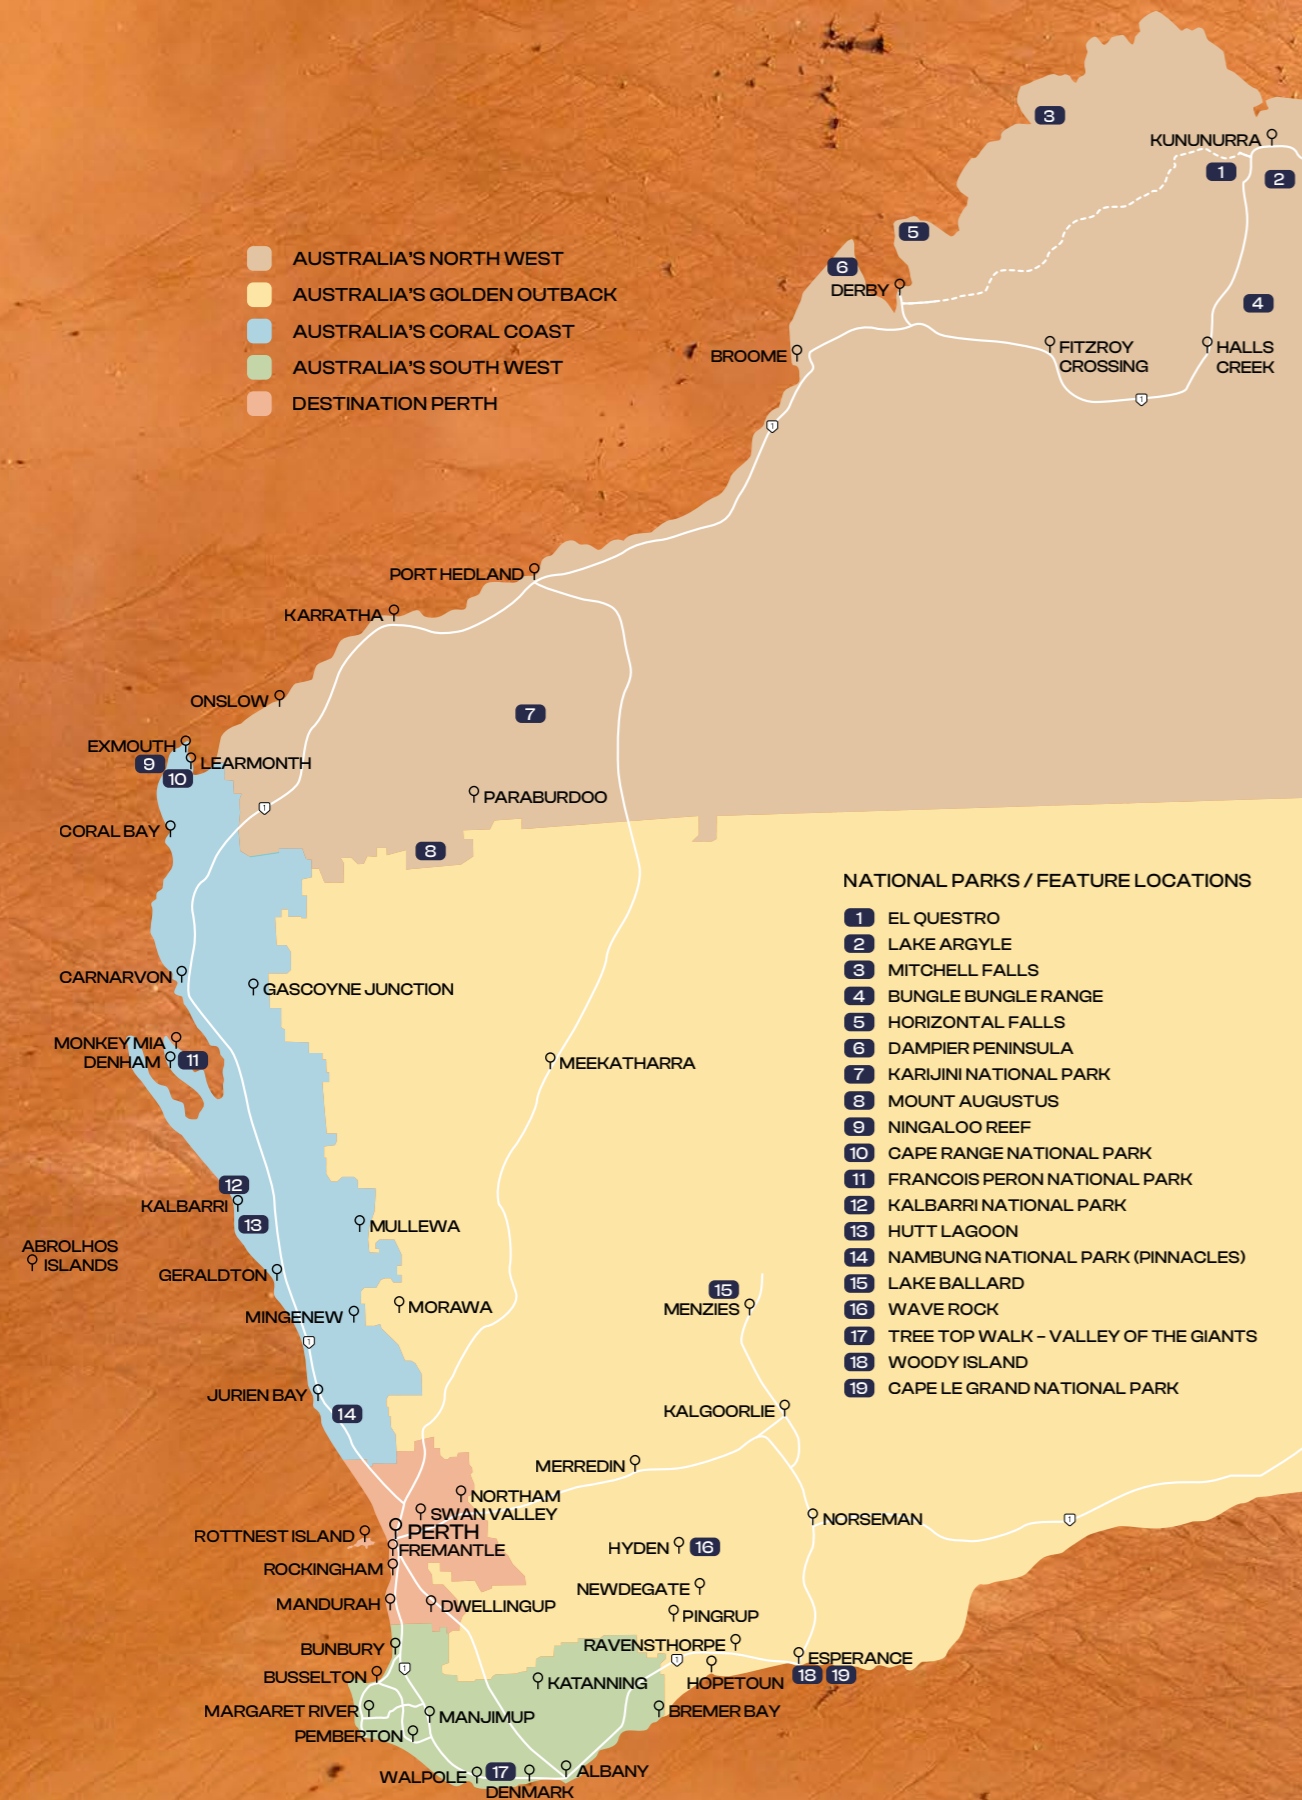 3
KUNUNURRA
1
2
5
AUSTRALIA'S NORTH WEST
AUSTRALIA'S GOLDEN OUTBACK
AUSTRALIA'S CORAL COAST
AUSTRALIA'S SOUTH WEST
DESTINATION PERTH
6
DERBY
4
BROOME
FITZROY
CROSSING
HALLS
CREEK
1
1
PORT HEDLAND
KARRATHA
ONSLOW
7
EXMOUTH
9
LEARMONTH
10
PARABURDOO
1
CORAL BAY
8
NATIONAL PARKS / FEATURE LOCATIONS
1 EL QUESTRO
2 LAKE ARGYLE
3 MITCHELL FALLS
4 BUNGLE BUNGLE RANGE
5 HORIZONTAL FALLS
6 DAMPIER PENINSULA
7 KARIJINI NATIONAL PARK
8 MOUNT AUGUSTUS
9 NINGALOO REEF
10 CAPE RANGE NATIONAL PARK
11 FRANCOIS PERON NATIONAL PARK
12 KALBARRI NATIONAL PARK
13 HUTT LAGOON
14 NAMBUNG NATIONAL PARK (PINNACLES)
15 LAKE BALLARD
16 WAVE ROCK
17 TREE TOP WALK – VALLEY OF THE GIANTS
18 WOODY ISLAND
19 CAPE LE GRAND NATIONAL PARK
CARNARVON
GASCOYNE JUNCTION
MONKEY MIA
DENHAM
11
MEEKATHARRA
12
KALBARRI
13
MULLEWA
ABROLHOS
ISLANDS
GERALDTON
MINGENEW
MORAWA
15
MENZIES
1
JURIEN BAY
14
KALGOORLIE
MERREDIN
NORTHAM
SWAN VALLEY
PERTH
ROTTNEST ISLAND
FREMANTLE
ROCKINGHAM
NORSEMAN
1
HYDEN
16
NEWDEGATE
MANDURAH
DWELLINGUP
PINGRUP
BUNBURY
RAVENSTHORPE
1
ESPERANCE
18
19
BUSSELTON
1
KATANNING
HOPETOUN
MARGARET RIVER
MANJIMUP
BREMER BAY
PEMBERTON
WALPOLE
17
DENMARK
ALBANY